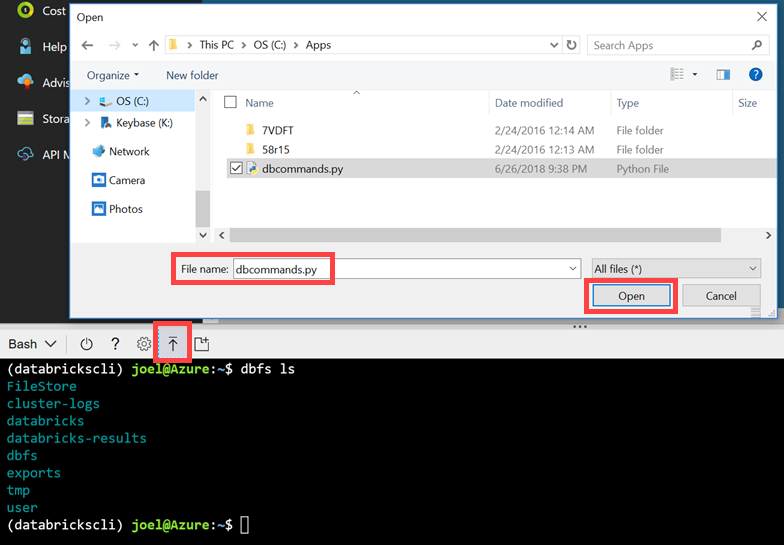 Cost
Help
Advis
Stora
API M
Open
This PC > OS (C:) > Apps
Search Apps
Organize
New folder
?
OS (C:)
Keybase (K:)
Network
Camera
Photos
Name Date modified Type Size
7VDFT 2/24/2016 12:14 AM File folder
58r15 2/24/2016 12:13 AM File folder
dbcommands.py 6/26/2018 9:38 PM Python File
File name: dbcommands.py
All files (*)
Open
Cancel
Bash ?
(databrickscli) joel@Azure:~$ dbfs ls
FileStore
cluster-logs
databricks
databricks-results
dbfs
exports
tmp
user
(databrickscli) joel@Azure:~$